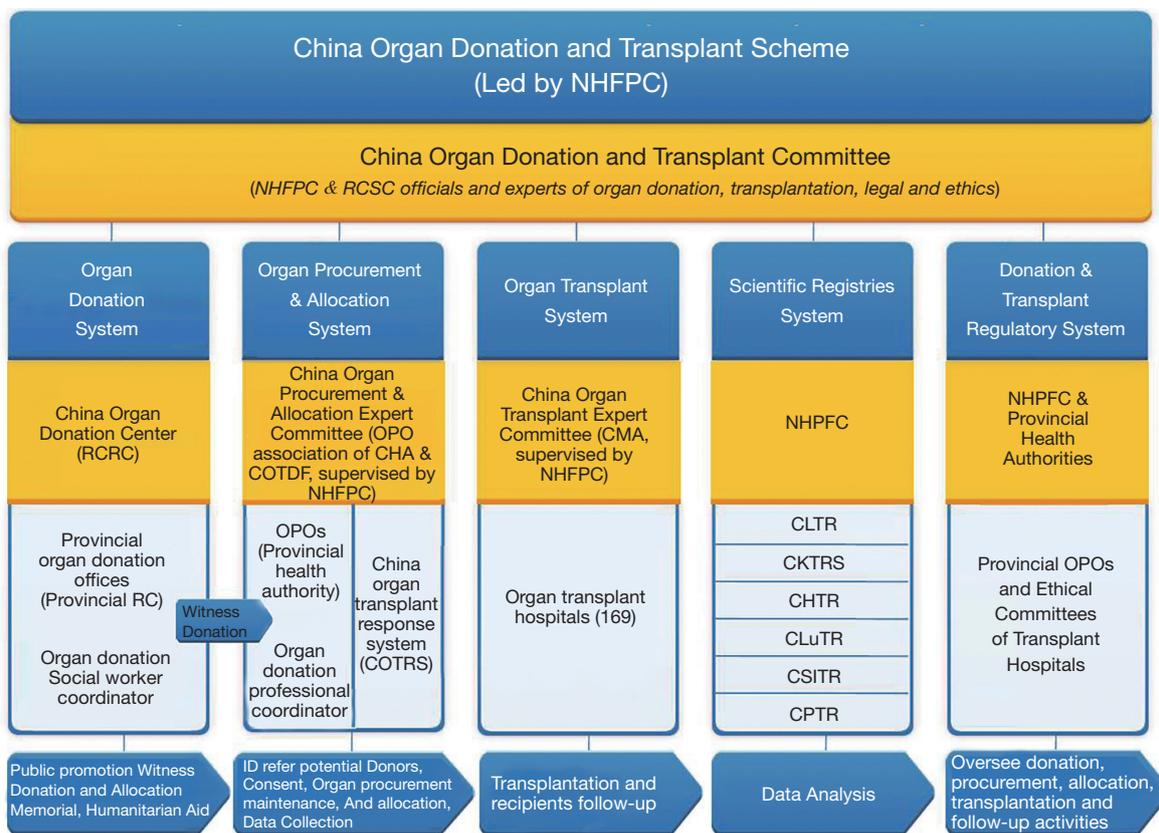 China Organ Donation and Transplant Scheme
(Led by NHFPC)
China Organ Donation and Transplant Committee
(NHFPC & RCSC officials and experts of organ donation, transplantation, legal and ethics)
Organ
Donation
System
China Organ
Donation Center
(RCRC)
Provincial
organ donation
offices
(Provincial RC)
Organ donation
Social worker
coordinator
Public promotion Witness
Donation and Allocation
Memorial, Humanitarian Aid
Witness
Donation
Organ Procurement
& Allocation
System
China Organ
Procurement &
Allocation Expert
Committee (OPO
association of CHA &
COTDF, supervised by
NHFPC)
OPOs
(Provincial
health
authority)
Organ
donation
professional
coordinator
China
organ
transplant
response
system
(COTRS)
ID refer potential Donors,
Consent, Organ procurement
maintenance, And allocation,
Data Collection
Organ Transplant
System
China Organ
Transplant Expert
Committee (CMA,
supervised by
NHFPC)
Organ transplant
hospitals (169)
Transplantation and
recipients follow-up
Scientific Registries
System
NHPFC
CLTR
CKTRS
CHTR
CLuTR
CSITR
CPTR
Data Analysis
Donation &
Transplant
Regulatory System
NHPFC &
Provincial
Health
Authorities
Provincial OPOs
and Ethical
Committees
of Transplant
Hospitals
Oversee donation,
procurement, allocation,
transplantation and
follow-up activities